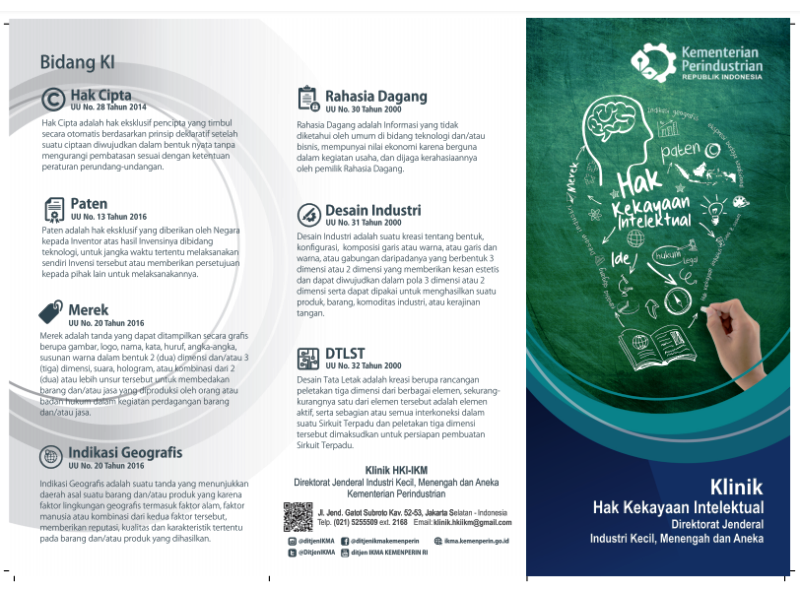 Bidang KI
Hak Cipta
UU No. 28 Tahun 2014
Hak Cipta adalah hak eksklusif pencipta yang timbul
secara otomatis berdasarkan prinsip deklaratif setelah
suatu ciptaan diwujudkan dalam bentuk nyata tanpa
mengurangi pembatasan sesuai dengan ketentuan
peraturan perundang-undangan.
Paten
UU No. 13 Tahun 2016
Paten adalah hak eksklusif yang diberikan oleh Negara
kepada Inventor atas hasil Invensinya dibidang
teknologi, untuk jangka waktu tertentu melaksanakan
sendiri Invensi tersebut atau memberikan persetujuan
kepada pihak lain untuk melaksanakannya.
Merek
UU No. 20 Tahun 2016
Merek adalah tanda yang dapat ditampilkan secara grafis
berupa gambar, logo, nama, kata, huruf, angka-angka,
susunan warna dalam bentuk 2 (dua) dimensi dan/atau 3
(tiga) dimensi, suara, hologram, atau kombinasi dari 2
(dua) atau lebih unsur tersebut untuk membedakan
barang dan/atau jasa yang diproduksi oleh orang atau
badan hukum dalam kegiatan perdagangan barang
dan/atau jasa.
Indikasi Geografis
UU No. 20 Tahun 2016
Indikasi Geografis adalah suatu tanda yang menunjukkan
daerah asal suatu barang dan/atau produk yang karena
faktor lingkungan geografis termasuk faktor alam, faktor
manusia atau kombinasi dari kedua faktor tersebut,
memberikan reputasi, kualitas dan karakteristik tertentu
pada barang dan/atau produk yang dihasilkan.
Rahasia Dagang
UU No. 30 Tahun 2000
Rahasia Dagang adalah Informasi yang tidak
diketahui oleh umum di bidang teknologi dan/atau
bisnis, mempunyai nilai ekonomi karena berguna
dalam kegiatan usaha, dan dijaga kerahasiaannya
oleh pemilik Rahasia Dagang.
Desain Industri
UU No. 31 Tahun 2000
Desain Industri adalah suatu kreasi tentang bentuk,
konfigurasi, komposisi garis atau warna, atau garis dan
warna, atau gabungan daripadanya yang berbentuk 3
dimensi atau 2 dimensi yang memberikan kesan estetis
dan dapat diwujudkan dalam pola 3 dimensi atau 2
dimensi serta dapat dipakai untuk menghasilkan suatu
produk, barang, komoditas industri, atau kerajinan
tangan.
DTLST
UU No. 32 Tahun 2000
Desain Tata Letak adalah kreasi berupa rancangan
peletakan tiga dimensi dari berbagai elemen, sekurang-
kurangnya satu dari elemen tersebut adalah elemen
aktif, serta sebagian atau semua interkoneksi dalam
suatu Sirkuit Terpadu dan peletakan tiga dimensi
tersebut dimaksudkan untuk persiapan pembuatan
Sirkuit Terpadu.
Klinik HKI-IKM
Direktorat Jenderal Industri Kecil, Menengah dan Aneka
Kementerian Perindustrian
Jl. Jend. Gatot Subroto Kav. 52-53, Jakarta Selatan - Indonesia
Telp. (021) 5255509 ext. 2168 Email:klinik.hkiikm@gmail.com
@ditjenIKMA @ditjenikmakemenperin ikma.kemenperin.go.id
@DitjenIKMA ditjen IKMA KEMENPERIN RI
Kementerian
Perindustrian
REPUBLIK INDONESIA
indikasi geografis
paten
Merek
Hak
Kekayaan
Intelektual
Ide
hukum
legal
Klinik
Hak Kekayaan Intelektual
Direktorat Jenderal
Industri Kecil, Menengah dan Aneka